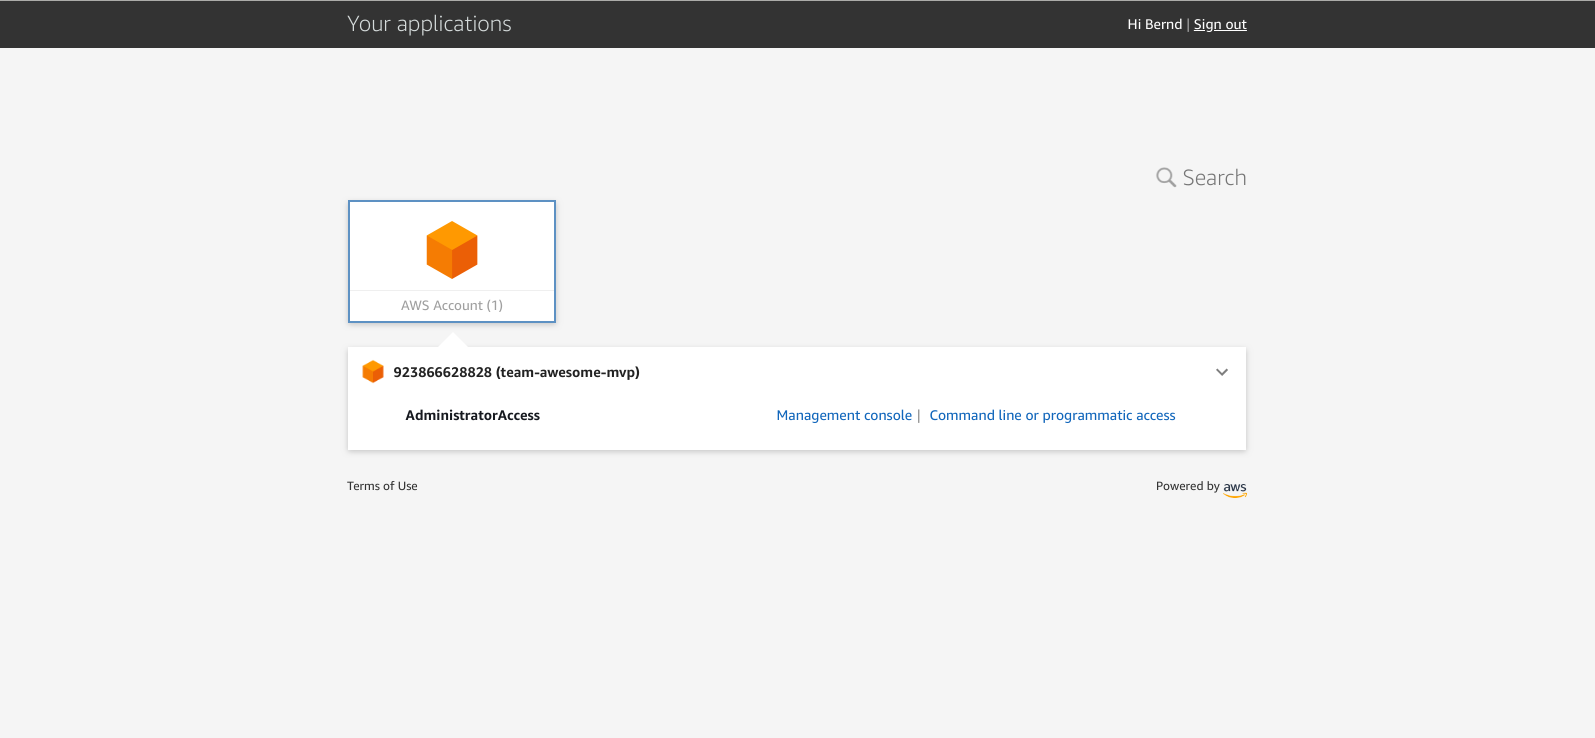 Your applications
Hi Bernd | Sign out
Search
AWS Account (1)
923866628828 (team-awesome-mvp)
AdministratorAccess
Management console | Command line or programmatic access
Terms of Use
Powered by aws